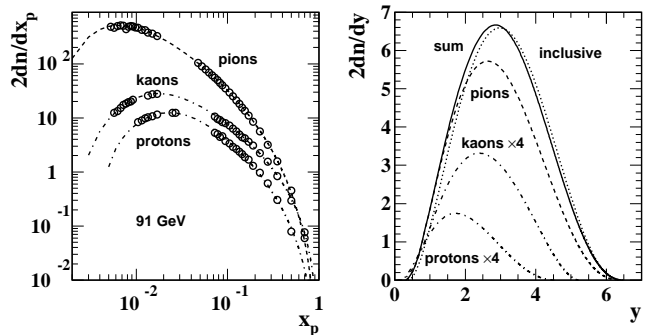 2dn/dx_p
10^2
10
1
10^-1
10^-2
pions
kaons
protons
91 GeV
10^-2
10^-1
1
x_p
2dn/dy
7
6
5
4
3
2
1
0
sum
inclusive
pions
kaons ×4
protons ×4
0
2
4
6
y